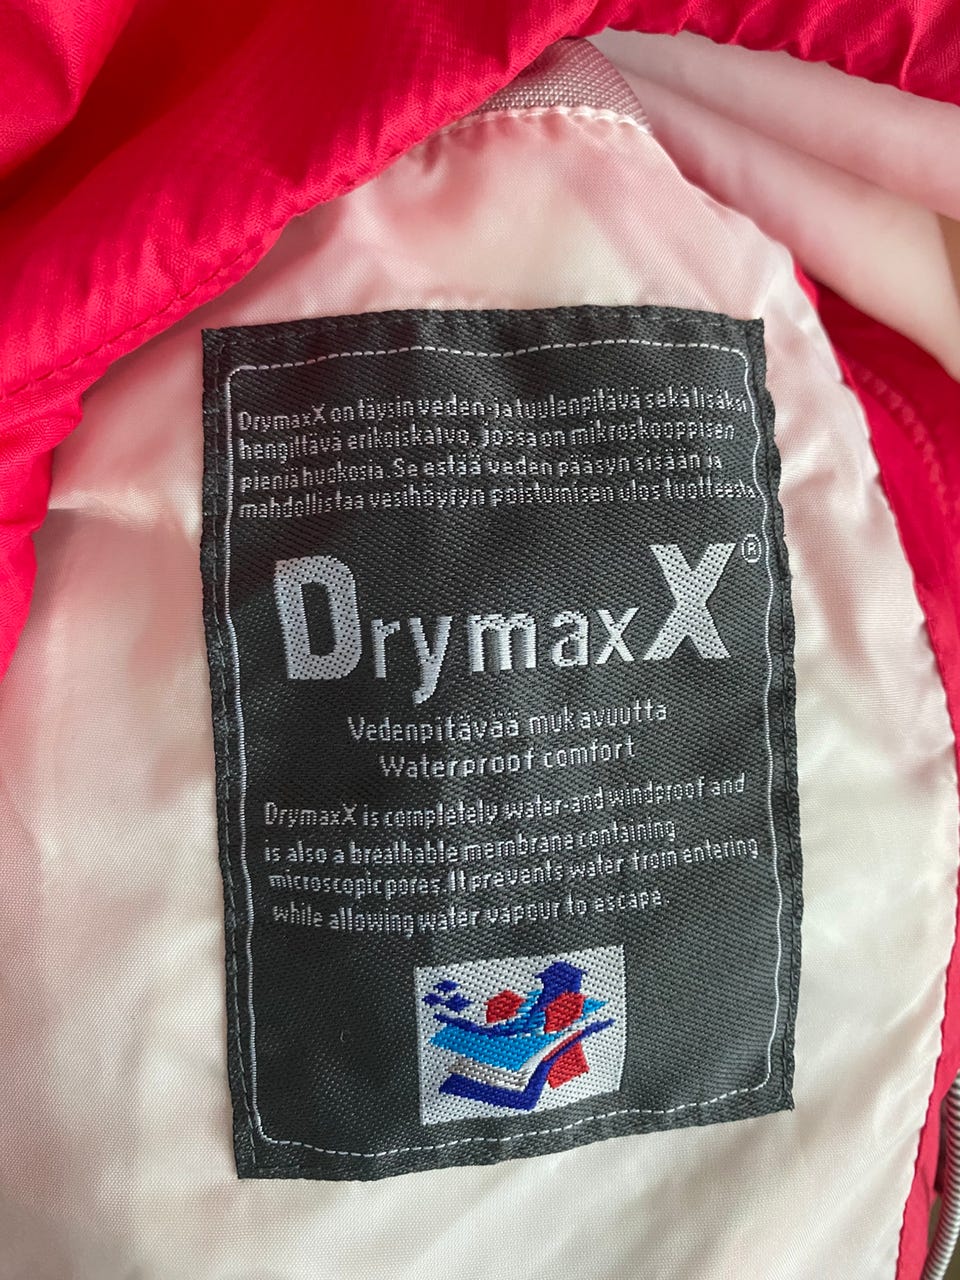 DrymaxX on täysin veden- ja tuulenpitävä sekä lisäksi
hengittävä erikoiskalvo, jossa on mikroskooppisen
pieniä huokosia. Se estää veden pääsyn sisään ja
mahdollistaa vesihöyryn poistumisen ulos tuotteesta.
DrymaxX®
Vedenpitävää mukavuutta
Waterproof comfort
DrymaxX is completely water-and windproof and
is also a breathable membrane containing
microscopic pores. It prevents water from entering
while allowing water vapour to escape.